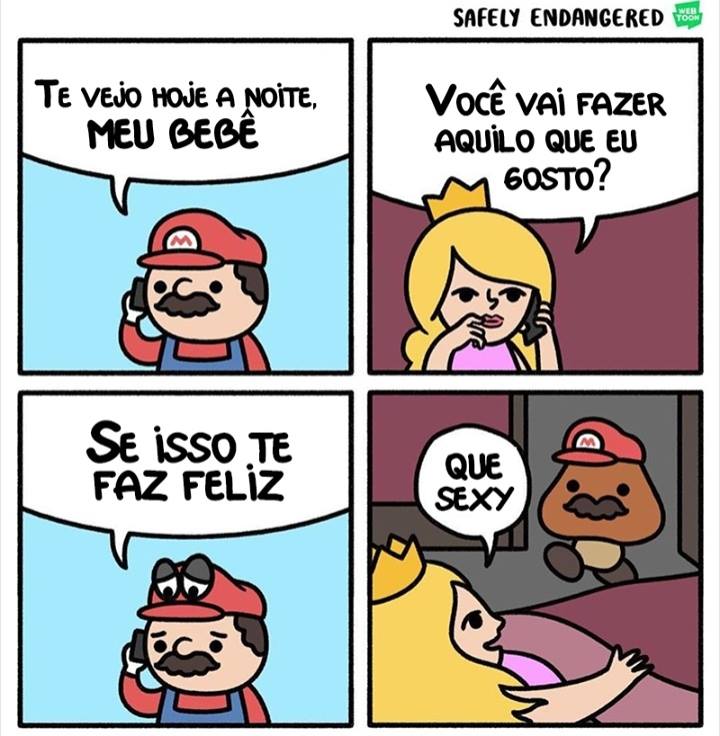 SAFELY ENDANGERED
WEB
TOON
TE VEJO HOJE A NOITE,
MEU BEBÊ
M
VOCÊ VAI FAZER
AQUILO QUE EU
GOSTO?
SE ISSO TE
FAZ FELIZ
QUE
SEXY
M